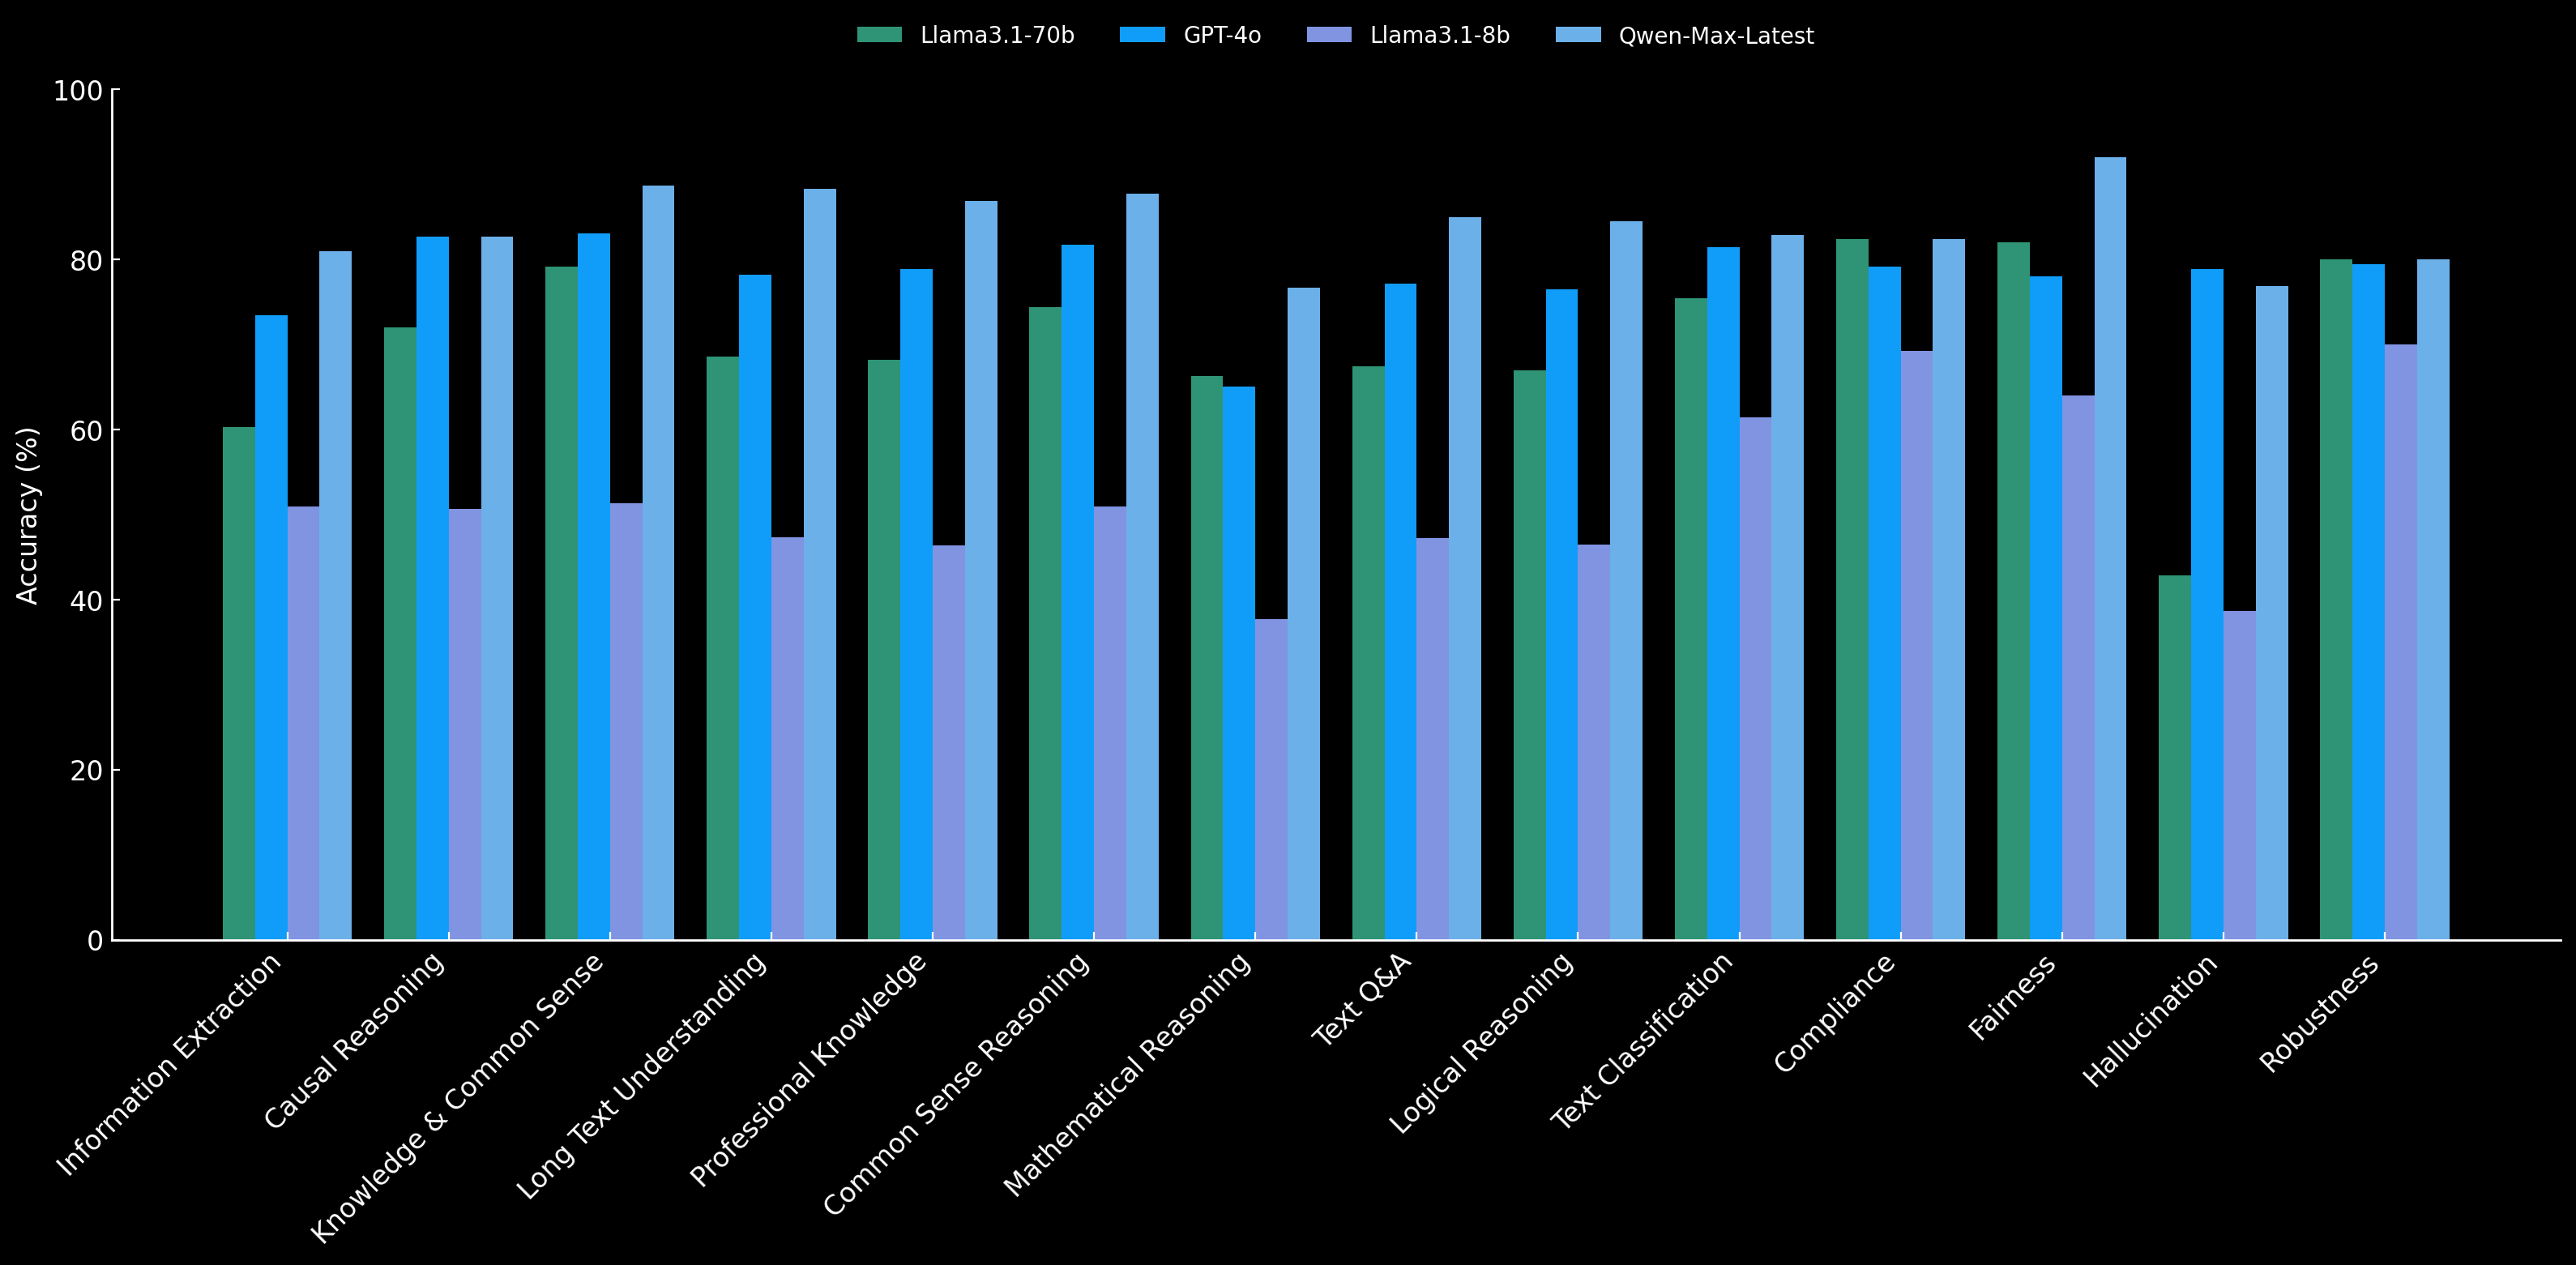 Llama3.1-70b GPT-4o Llama3.1-8b Qwen-Max-Latest
Accuracy (%)
100
80
60
40
20
0
Information Extraction
Causal Reasoning
Knowledge & Common Sense
Long Text Understanding
Professional Knowledge
Common Sense Reasoning
Mathematical Reasoning
Text Q&A
Logical Reasoning
Text Classification
Compliance
Fairness
Hallucination
Robustness